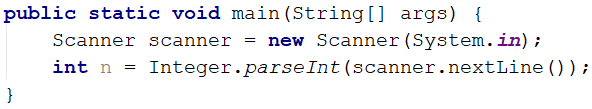 public static void main(String[] args) {
    Scanner scanner = new Scanner(System.in);
    int n = Integer.parseInt(scanner.nextLine());
}